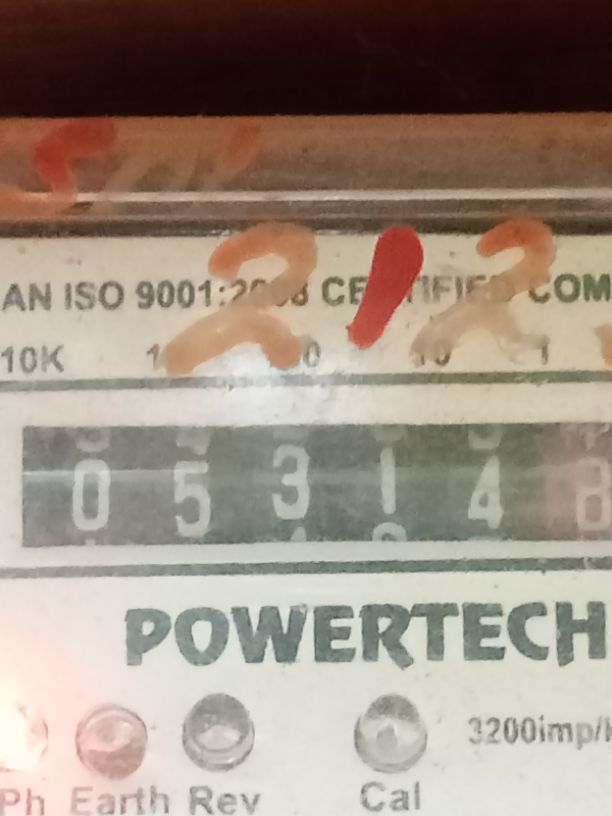 212
AN ISO 9001:2008 CERTIFIED COM
10K 1 10 1
0 5 3 1 4 8
POWERTECH
3200imp/k
Ph Earth Rev Cal